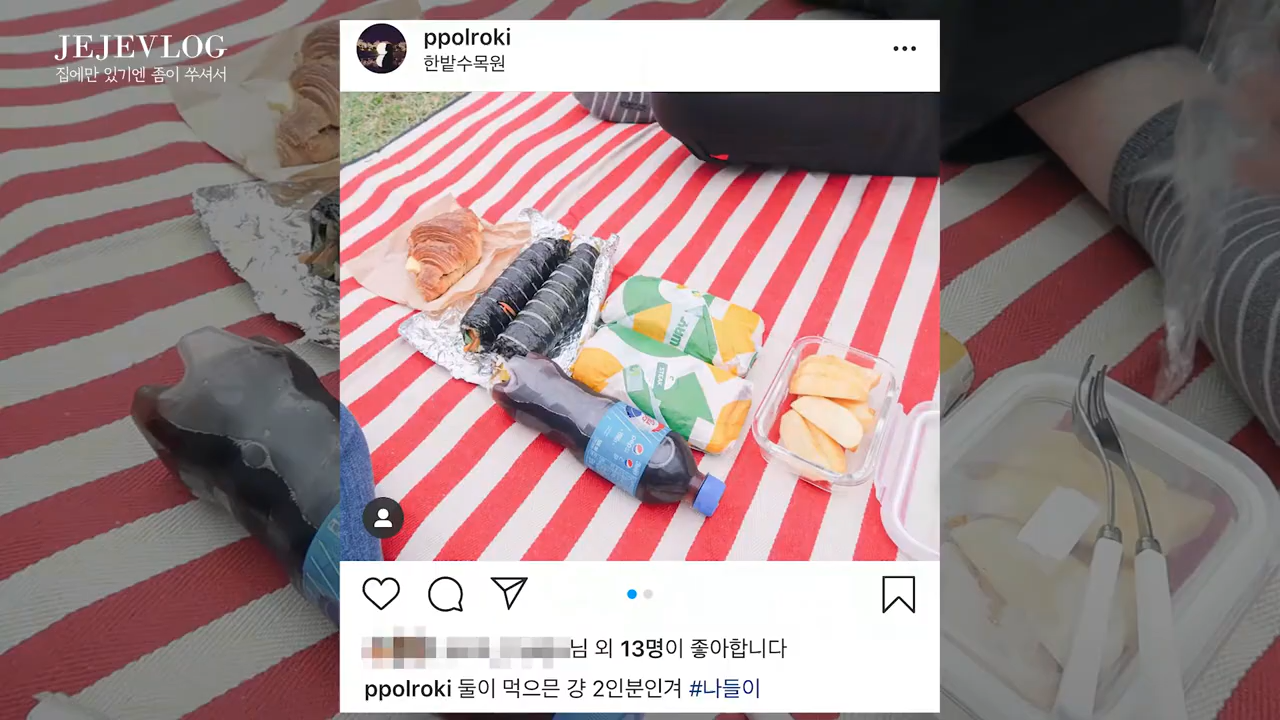 JEJEVLOG
집에만 있기엔 좀이 쑤셔서
ppolroki
한밭수목원
WAY
님 외 13명이 좋아합니다
ppolroki 둘이 먹으믄 걍 2인분인겨 #나들이